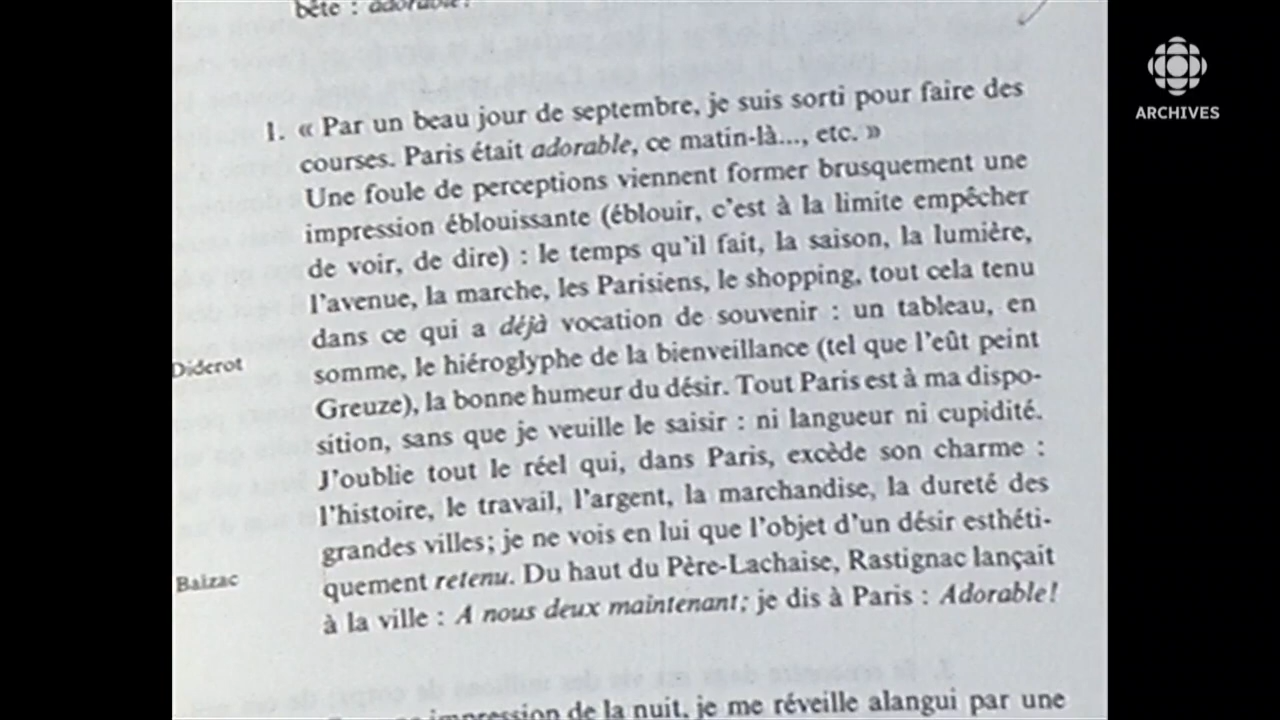 bête : adorable!
ARCHIVES
1. « Par un beau jour de septembre, je suis sorti pour faire des
courses. Paris était adorable, ce matin-là..., etc. »
Une foule de perceptions viennent former brusquement une
impression éblouissante (éblouir, c'est à la limite empêcher
de voir, de dire) : le temps qu'il fait, la saison, la lumière,
l'avenue, la marche, les Parisiens, le shopping, tout cela tenu
dans ce qui a déjà vocation de souvenir : un tableau, en
Diderot
somme, le hiéroglyphe de la bienveillance (tel que l'eût peint
Greuze), la bonne humeur du désir. Tout Paris est à ma dispo-
sition, sans que je veuille le saisir : ni langueur ni cupidité.
J'oublie tout le réel qui, dans Paris, excède son charme :
l'histoire, le travail, l'argent, la marchandise, la dureté des
grandes villes; je ne vois en lui que l'objet d'un désir esthéti-
Balzac
quement retenu. Du haut du Père-Lachaise, Rastignac lançait
à la ville : A nous deux maintenant; je dis à Paris : Adorable!
impression de la nuit, je me réveille alangui par une